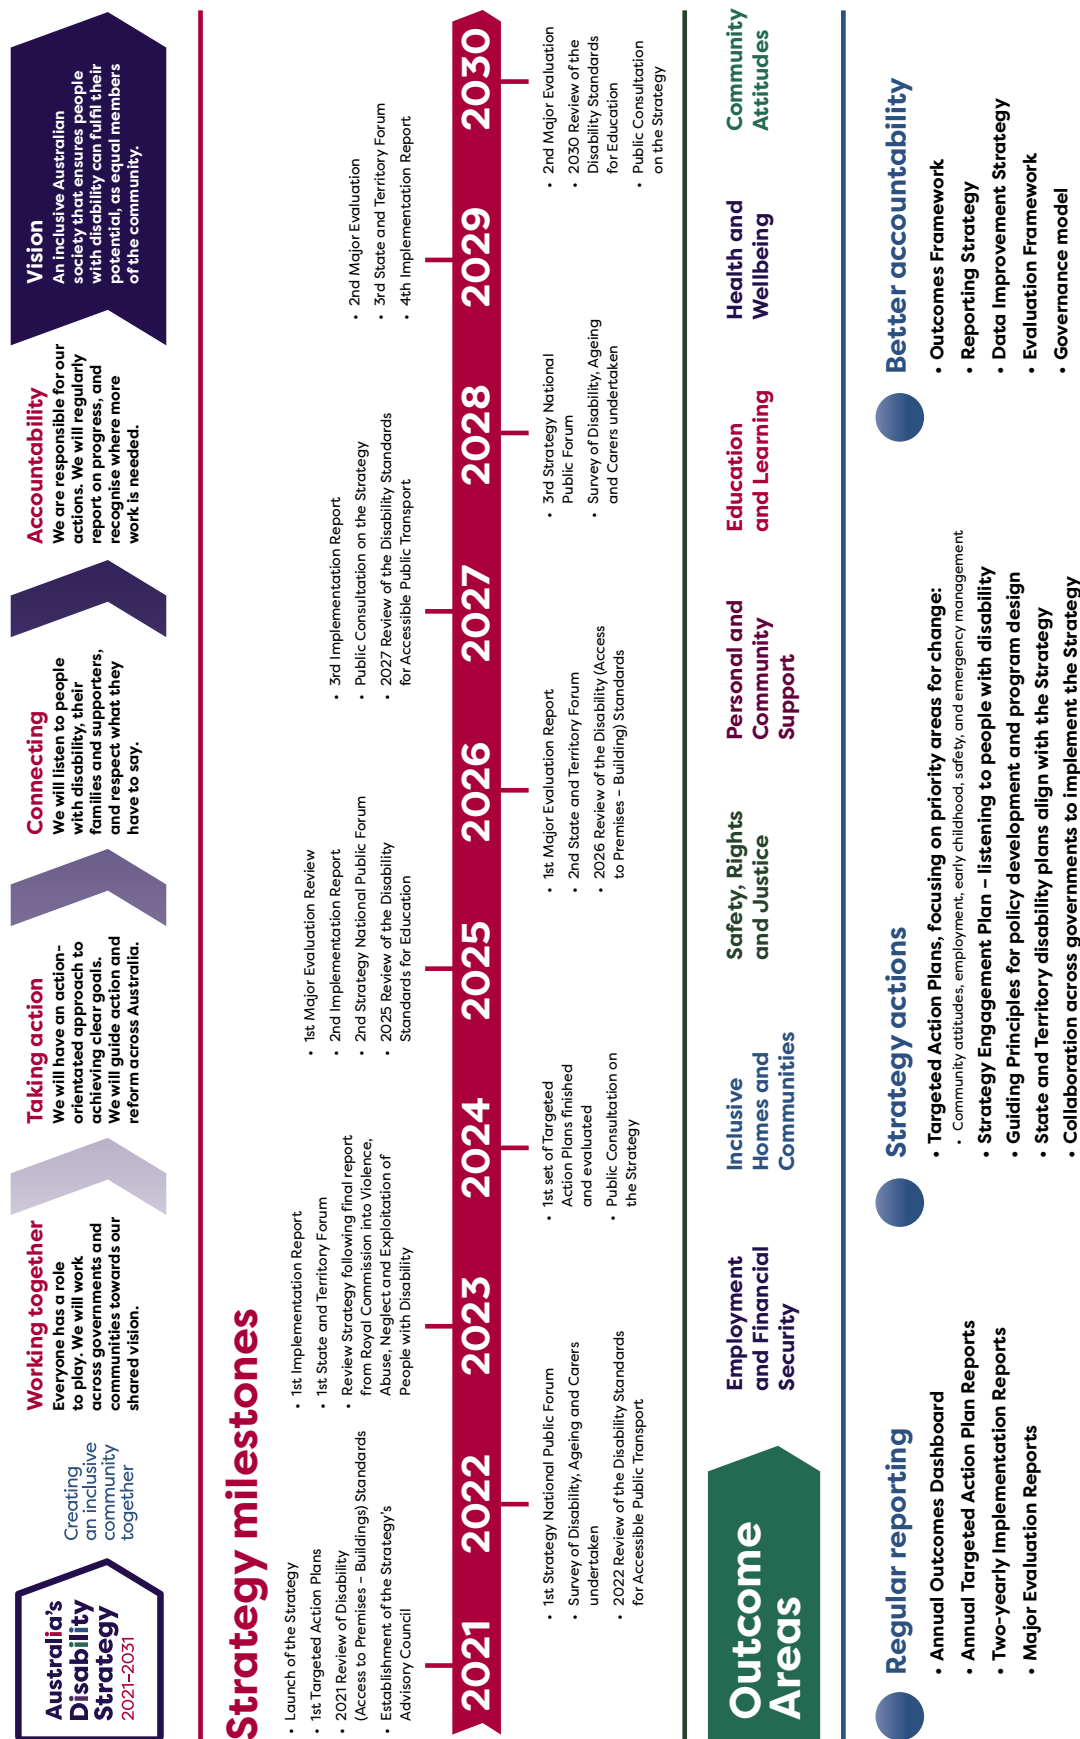 Australia's
Disability
Strategy
2021–2031
Creating
an inclusive
community
together
Working together
Everyone has a role
to play. We will work
across governments and
communities towards our
shared vision.
Taking action
We will have an action-
orientated approach to
achieving clear goals.
We will guide action and
reform across Australia.
Connecting
We will listen to people
with disability, their
families and supporters,
and respect what they
have to say.
Accountability
We are responsible for our
actions. We will regularly
report on progress, and
recognise where more
work is needed.
Vision
An inclusive Australian
society that ensures people
with disability can fulfil their
potential, as equal members
of the community.
Strategy milestones
• Launch of the Strategy
• 1st Targeted Action Plans
• 2021 Review of Disability
(Access to Premises – Buildings) Standards
• Establishment of the Strategy's
Advisory Council
• 1st Implementation Report
• 1st State and Territory Forum
• Review Strategy following final report
from Royal Commission into Violence,
Abuse, Neglect and Exploitation of
People with Disability
• 1st Major Evaluation Review
• 2nd Implementation Report
• 2nd Strategy National Public Forum
• 2025 Review of the Disability
Standards for Education
• 3rd Implementation Report
• Public Consultation on the Strategy
• 2027 Review of the Disability Standards
for Accessible Public Transport
• 2nd Major Evaluation
• 3rd State and Territory Forum
• 4th Implementation Report
2021
2022
2023
2024
2025
2026
2027
2028
2029
2030
• 1st Strategy National Public Forum
• Survey of Disability, Ageing and Carers
undertaken
• 2022 Review of the Disability Standards
for Accessible Public Transport
• 1st set of Targeted
Action Plans finished
and evaluated
• Public Consultation on
the Strategy
• 1st Major Evaluation Report
• 2nd State and Territory Forum
• 2026 Review of the Disability (Access
to Premises – Building) Standards
• 3rd Strategy National
Public Forum
• Survey of Disability, Ageing
and Carers undertaken
• 2nd Major Evaluation
• 2030 Review of the
Disability Standards
for Education
• Public Consultation
on the Strategy
Outcome
Areas
Employment
and Financial
Security
Inclusive
Homes and
Communities
Safety, Rights
and Justice
Personal and
Community
Support
Education
and Learning
Health and
Wellbeing
Community
Attitudes
Regular reporting
• Annual Outcomes Dashboard
• Annual Targeted Action Plan Reports
• Two-yearly Implementation Reports
• Major Evaluation Reports
Strategy actions
• Targeted Action Plans, focusing on priority areas for change:
• Community attitudes, employment, early childhood, safety, and emergency management
• Strategy Engagement Plan – listening to people with disability
• Guiding Principles for policy development and program design
• State and Territory disability plans align with the Strategy
• Collaboration across governments to implement the Strategy
Better accountability
• Outcomes Framework
• Reporting Strategy
• Data Improvement Strategy
• Evaluation Framework
• Governance model